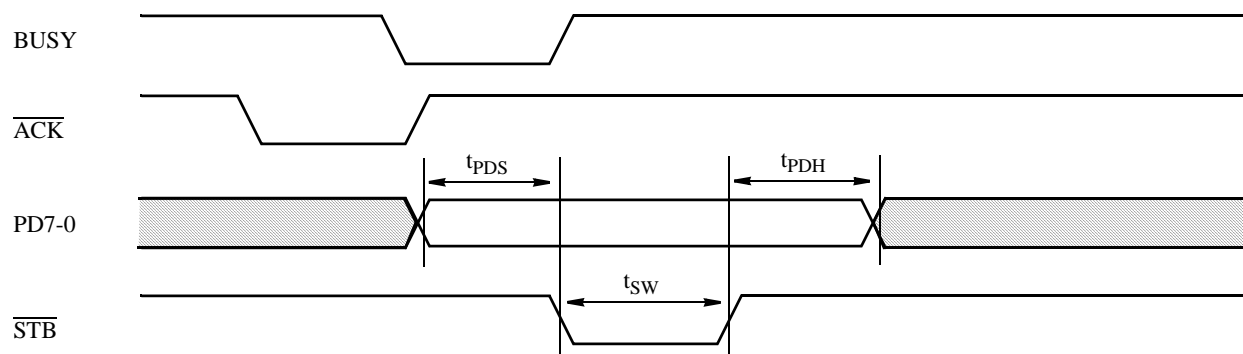 BUSY
ACK
tPDS
tPDH
PD7-0
tSW
STB